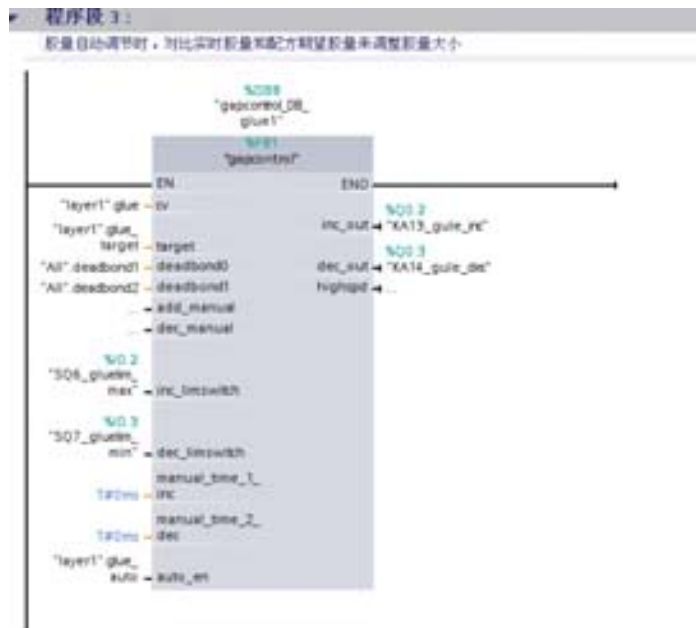 程序段 3：
胶量自动调节时，对比实时胶量和配方期望胶量来调整胶量大小
"gapcontrol_DB_
glue1"
%FB1
"gapcontrol"
EN
ENO
"layer1".glue
"layer1".glue_
target
target
"All".deadbond1
deadbond0
"All".deadbond2
deadbond1
...
add_manual
...
dec_manual
inc_out
%Q0.2
"KA13_gule_inc"
dec_out
%Q0.3
"KA14_gule_dec"
highspd
...
%I0.2
"SQ6_gluelim_
max"
inc_limswitch
%I0.3
"SQ7_gluelim_
min"
dec_limswitch
manual_time_1_
T#0ms
inc
manual_time_2_
T#0ms
dec
"layer1".glue_
auto
auto_en